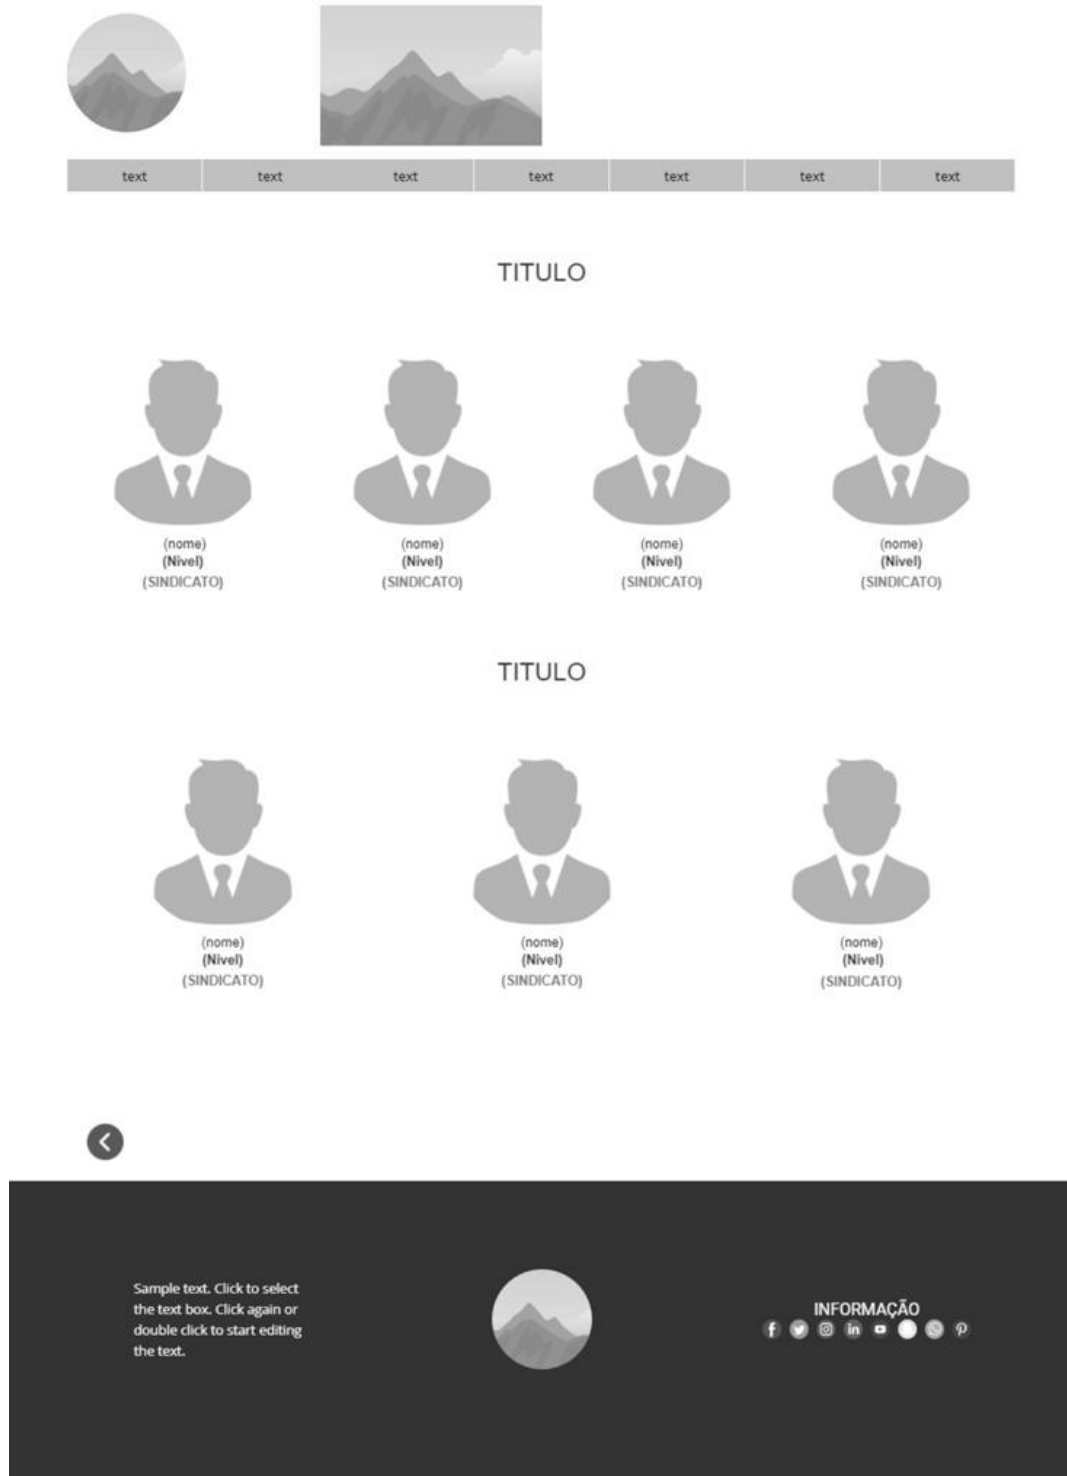 text text text text text text text
TITULO
(nome) (nome) (nome) (nome)
(Nivel) (Nivel) (Nivel) (Nivel)
(SINDICATO) (SINDICATO) (SINDICATO) (SINDICATO)
TITULO
(nome) (nome) (nome)
(Nivel) (Nivel) (Nivel)
(SINDICATO) (SINDICATO) (SINDICATO)
Sample text. Click to select
the text box. Click again or
double click to start editing
the text.
INFORMAÇÃO